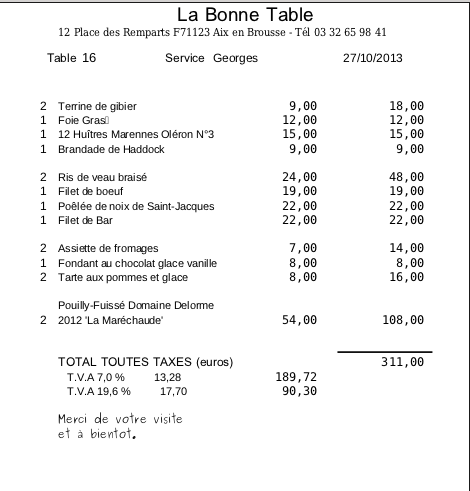 La Bonne Table
12 Place des Remparts F71123 Aix en Brousse - Tél 03 32 65 98 41
Table 16 Service Georges 27/10/2013
2 Terrine de gibier 9,00 18,00
1 Foie Gras 12,00 12,00
1 12 Huîtres Marennes Oléron N°3 15,00 15,00
1 Brandade de Haddock 9,00 9,00
2 Ris de veau braisé 24,00 48,00
1 Filet de boeuf 19,00 19,00
1 Poêlée de noix de Saint-Jacques 22,00 22,00
1 Filet de Bar 22,00 22,00
2 Assiette de fromages 7,00 14,00
1 Fondant au chocolat glace vanille 8,00 8,00
2 Tarte aux pommes et glace 8,00 16,00
Pouilly-Fuissé Domaine Delorme
2 2012 'La Maréchaude' 54,00 108,00
TOTAL TOUTES TAXES (euros) 311,00
T.V.A 7,0 % 13,28 189,72
T.V.A 19,6 % 17,70 90,30
Merci de votre visite
et à bientot.